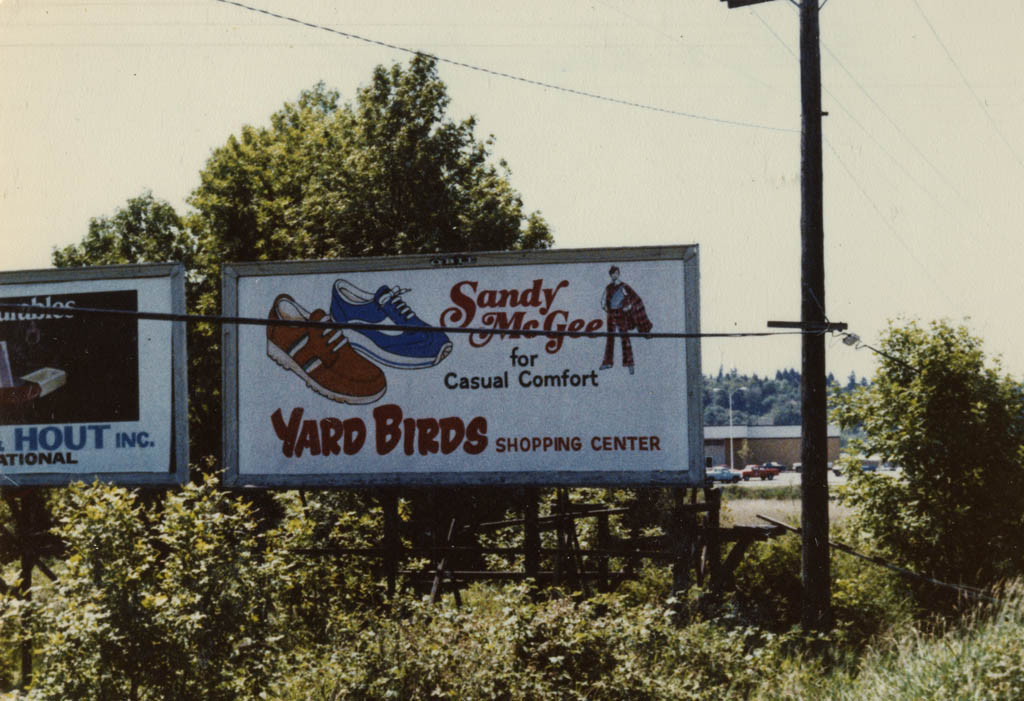 HOUT INC.
ATIONAL
Sandy
McGee
for
Casual Comfort
YARD BIRDS SHOPPING CENTER